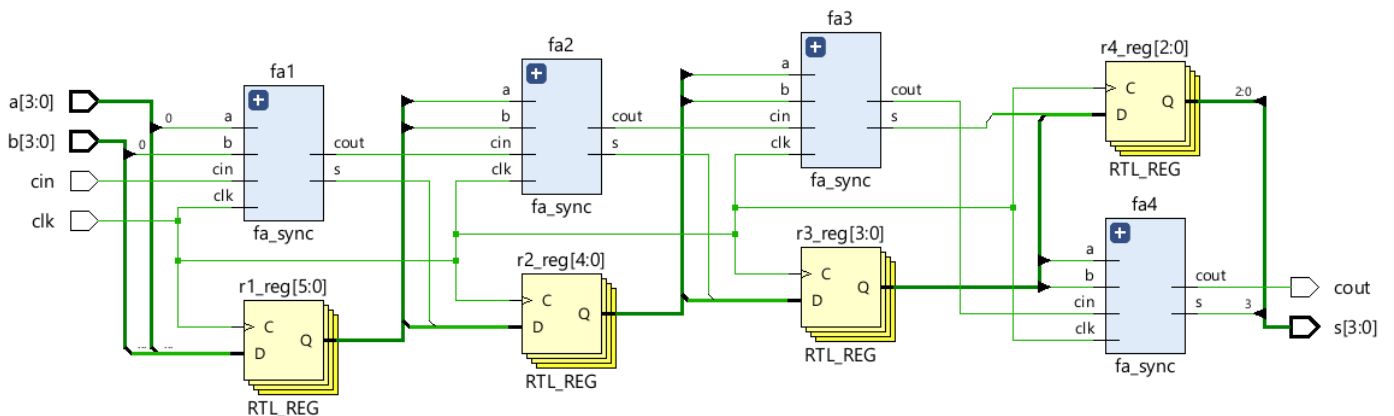 fa1
a[3:0]
b[3:0]
cin
clk
0
0
a
b
cin
clk
cout
s
fa_sync
r1_reg[5:0]
C
D
Q
RTL_REG
... ...
fa2
a
b
cin
clk
cout
s
fa_sync
r2_reg[4:0]
C
D
Q
RTL_REG
fa3
a
b
cin
clk
cout
s
fa_sync
r3_reg[3:0]
C
D
Q
RTL_REG
r4_reg[2:0]
C
D
Q
RTL_REG
2:0
fa4
a
b
cin
clk
cout
s
3
fa_sync
cout
s[3:0]